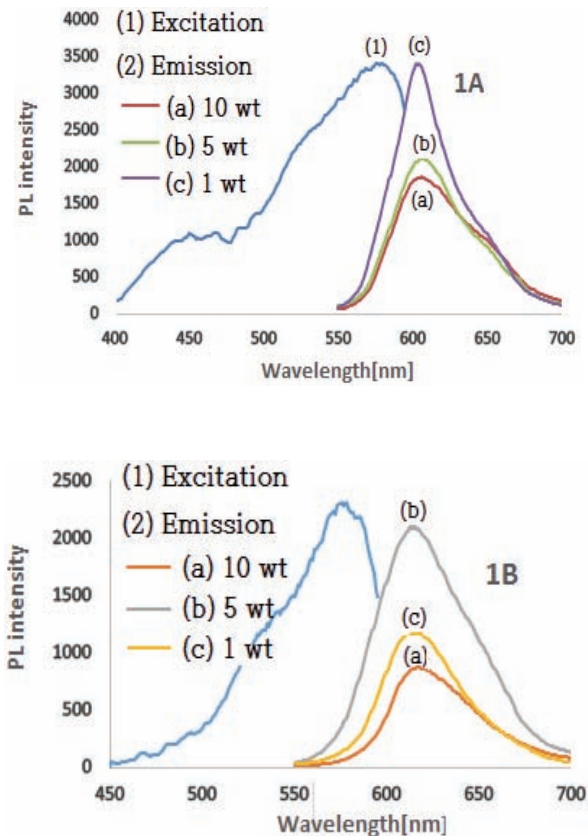 4000
3500
3000
2500
2000
1500
1000
500
0
PL intensity
(1) Excitation
(2) Emission
(a) 10 wt
(b) 5 wt
(c) 1 wt
(1)
(c)
1A
(b)
(a)
400 450 500 550 600 650 700
Wavelength[nm]
2500
2000
1500
1000
500
0
PL intensity
(1) Excitation
(2) Emission
(a) 10 wt
(b) 5 wt
(c) 1 wt
(b)
1B
(c)
(a)
450 500 550 600 650 700
Wavelength[nm]